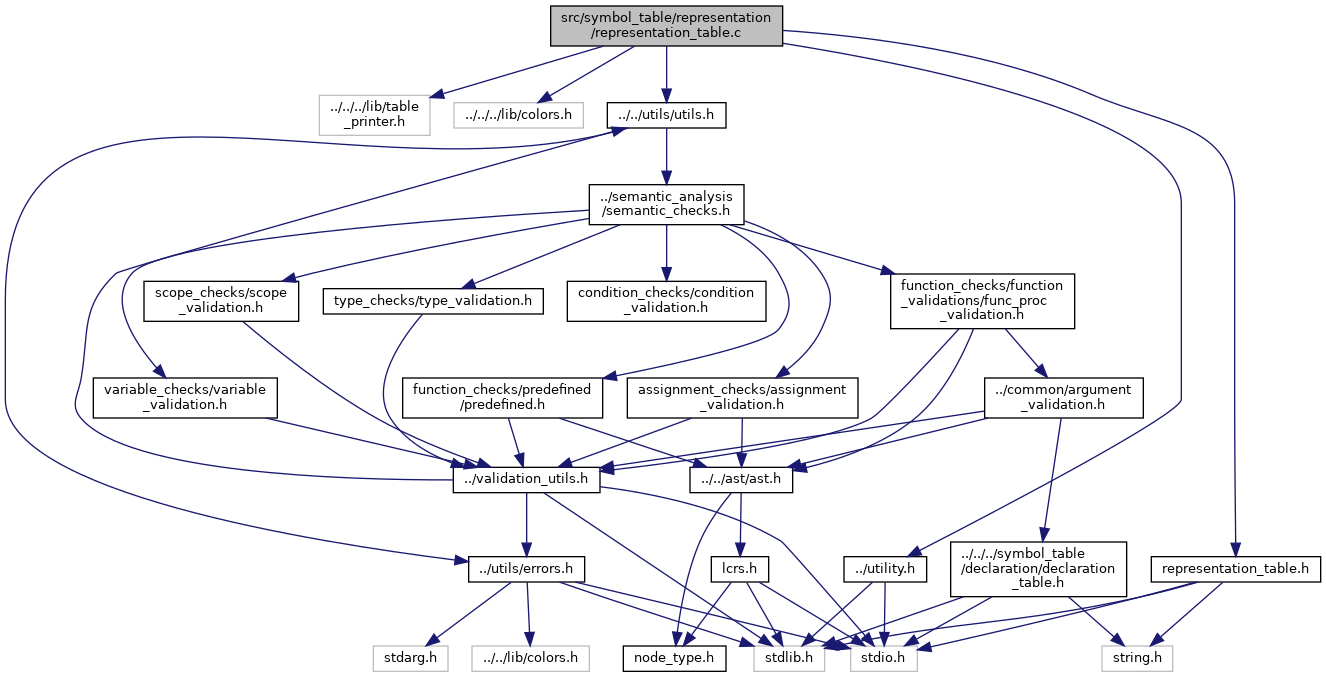 src/symbol_table/representation
/representation_table.c
../../../lib/table
_printer.h
../../../lib/colors.h
../../utils/utils.h
../semantic_analysis
/semantic_checks.h
scope_checks/scope
_validation.h
type_checks/type_validation.h
condition_checks/condition
_validation.h
function_checks/function
_validations/func_proc
_validation.h
variable_checks/variable
_validation.h
function_checks/predefined
/predefined.h
assignment_checks/assignment
_validation.h
../common/argument
_validation.h
../validation_utils.h
../../ast/ast.h
../utils/errors.h
lcrs.h
../utility.h
../../../symbol_table
/declaration/declaration
_table.h
representation_table.h
stdarg.h
../../lib/colors.h
node_type.h
stdlib.h
stdio.h
string.h